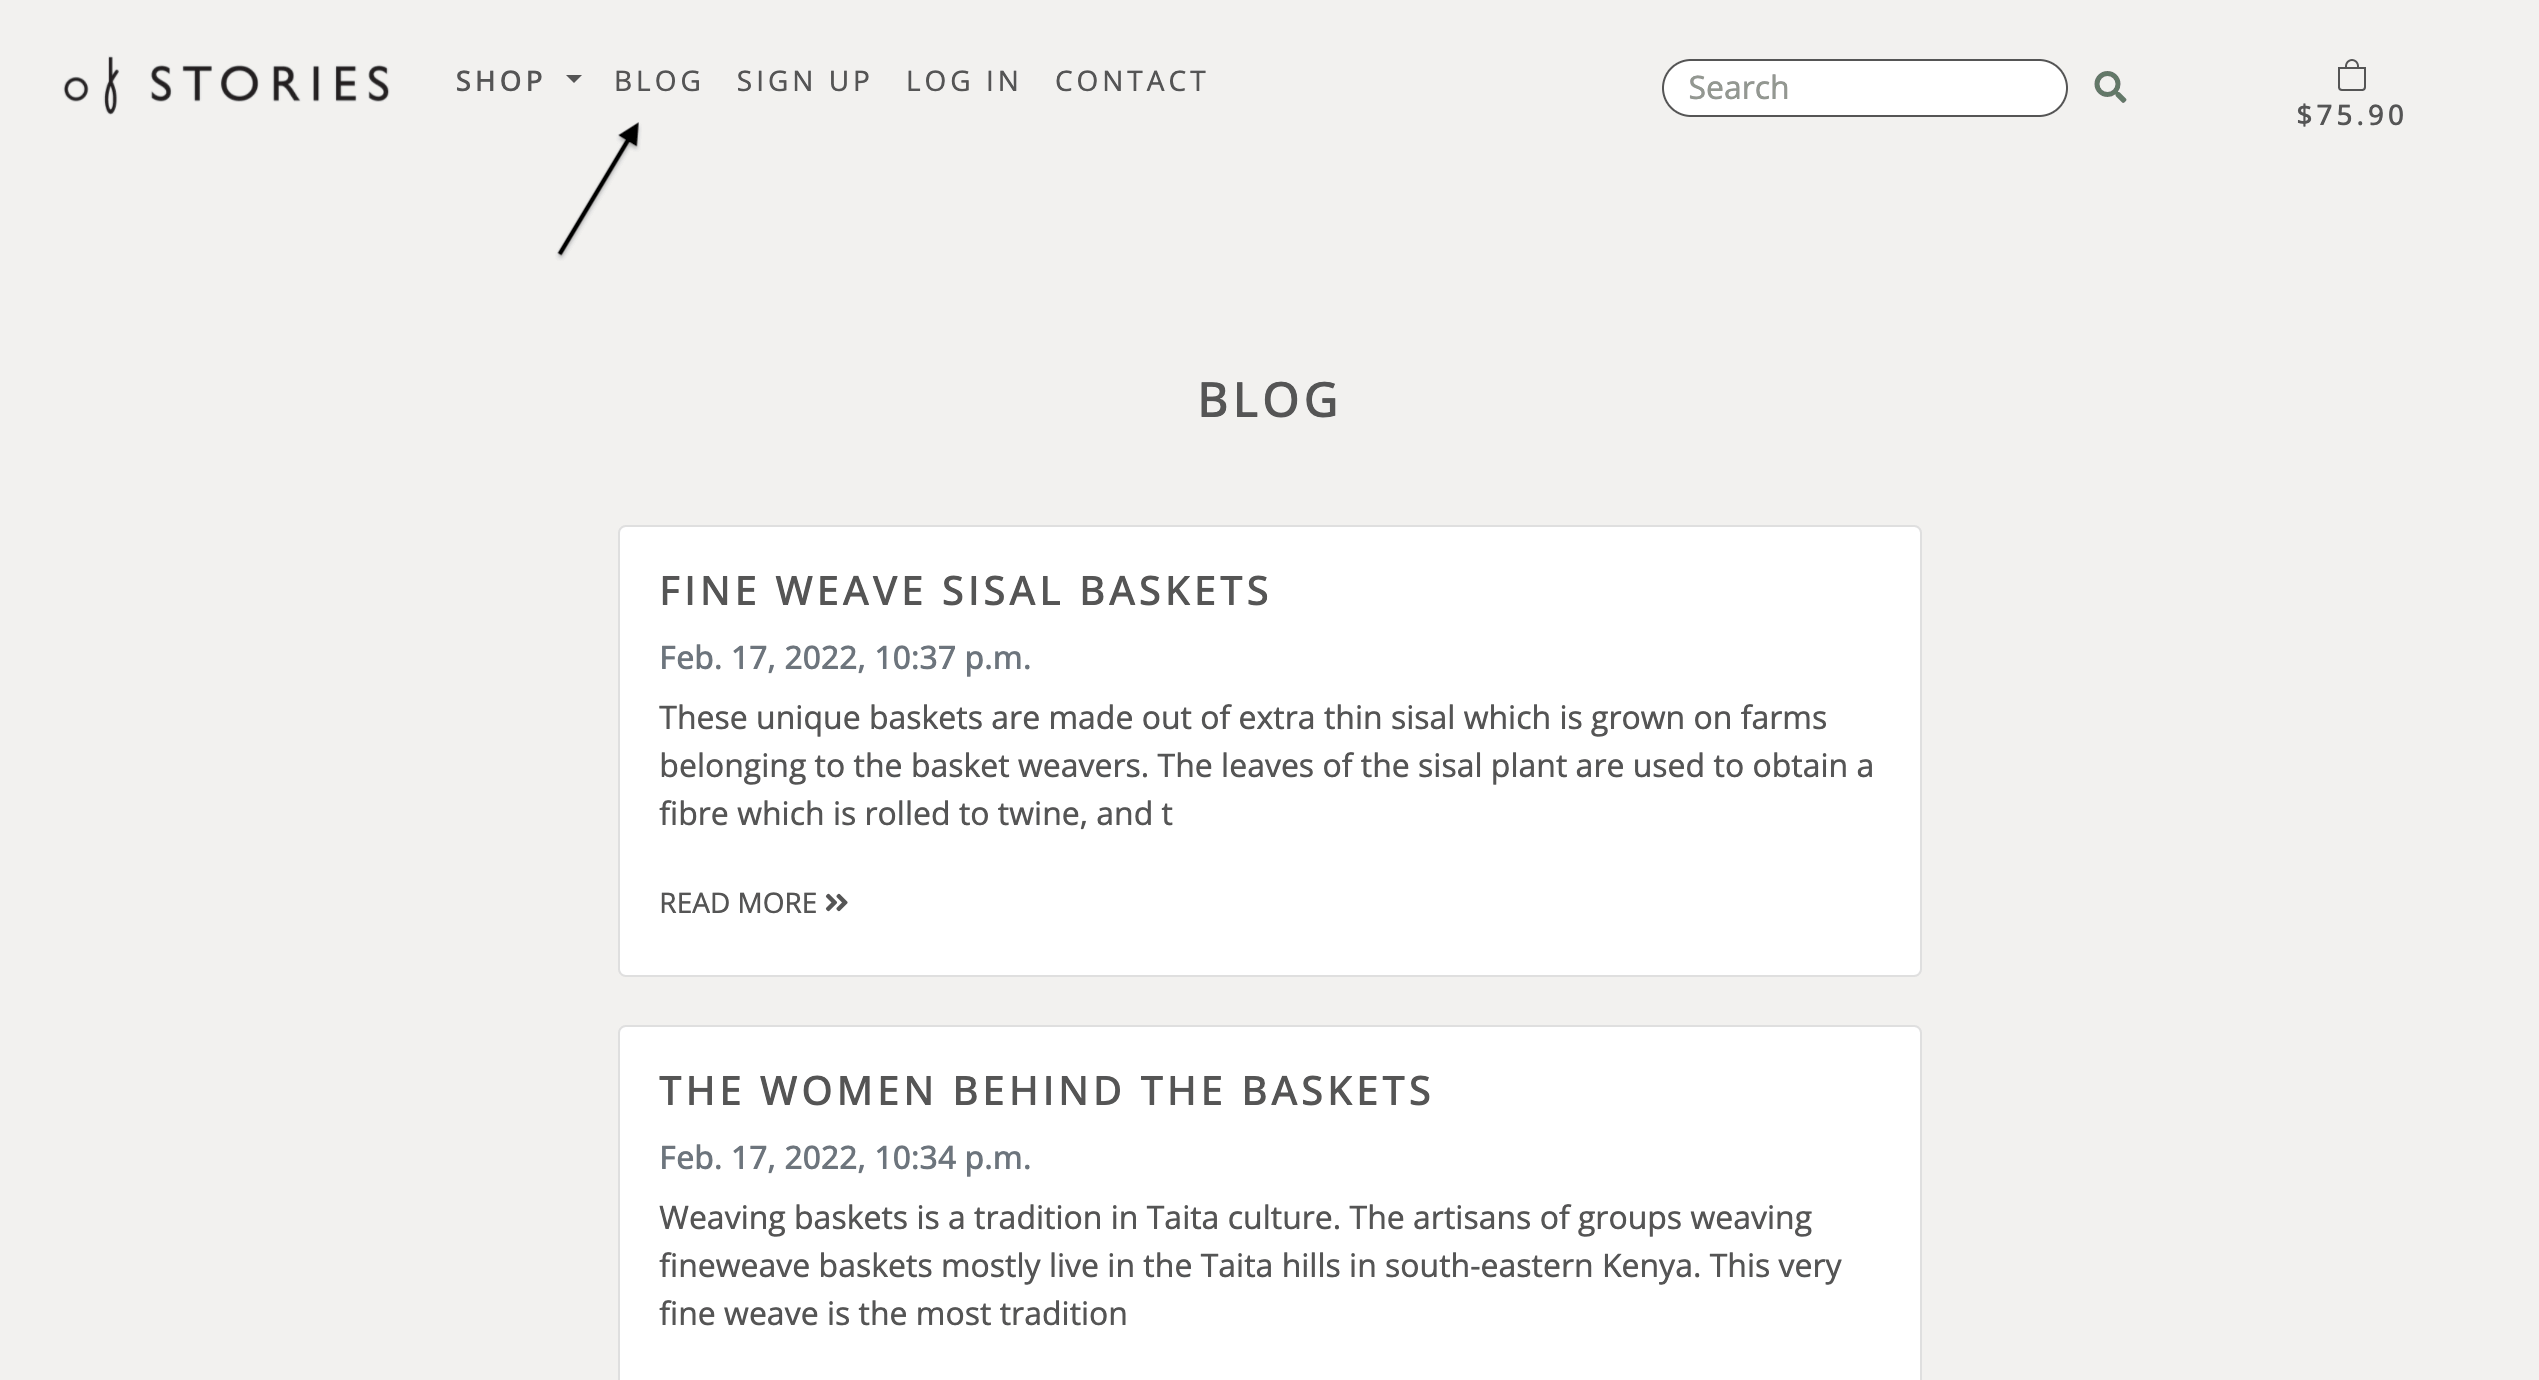 of STORIES
SHOP BLOG SIGN UP LOG IN CONTACT
Search
$75.90
BLOG
FINE WEAVE SISAL BASKETS
Feb. 17, 2022, 10:37 p.m.
These unique baskets are made out of extra thin sisal which is grown on farms
belonging to the basket weavers. The leaves of the sisal plant are used to obtain a
fibre which is rolled to twine, and t
READ MORE »
THE WOMEN BEHIND THE BASKETS
Feb. 17, 2022, 10:34 p.m.
Weaving baskets is a tradition in Taita culture. The artisans of groups weaving
fineweave baskets mostly live in the Taita hills in south-eastern Kenya. This very
fine weave is the most tradition